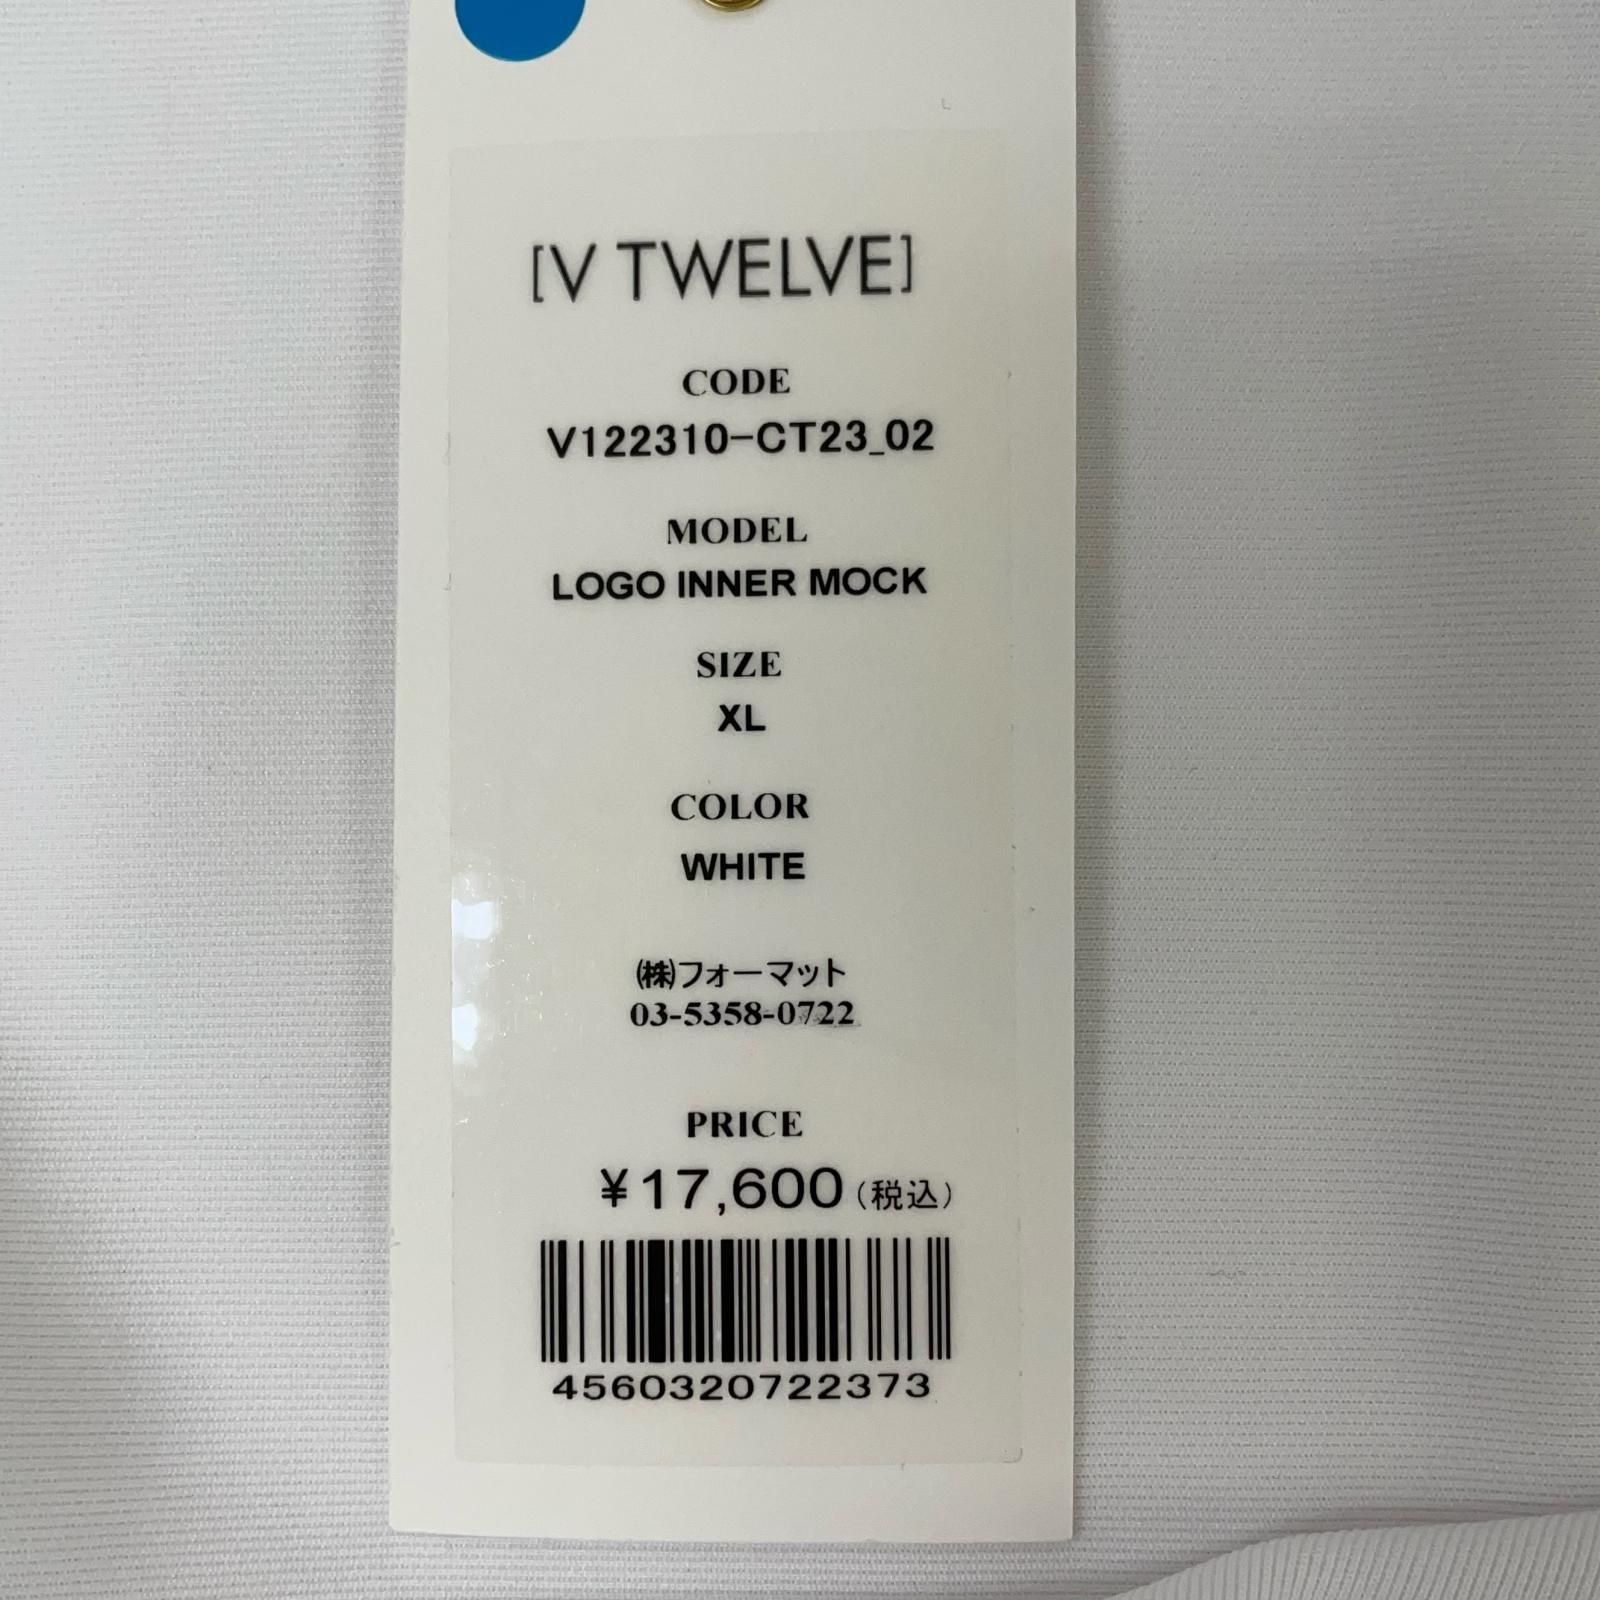 [V TWELVE]
CODE
V122310-CT23_02
MODEL
LOGO INNER MOCK
SIZE
XL
COLOR
WHITE
㈱フォーマット
03-5358-0722
PRICE
¥17,600(税込)
4560320722373